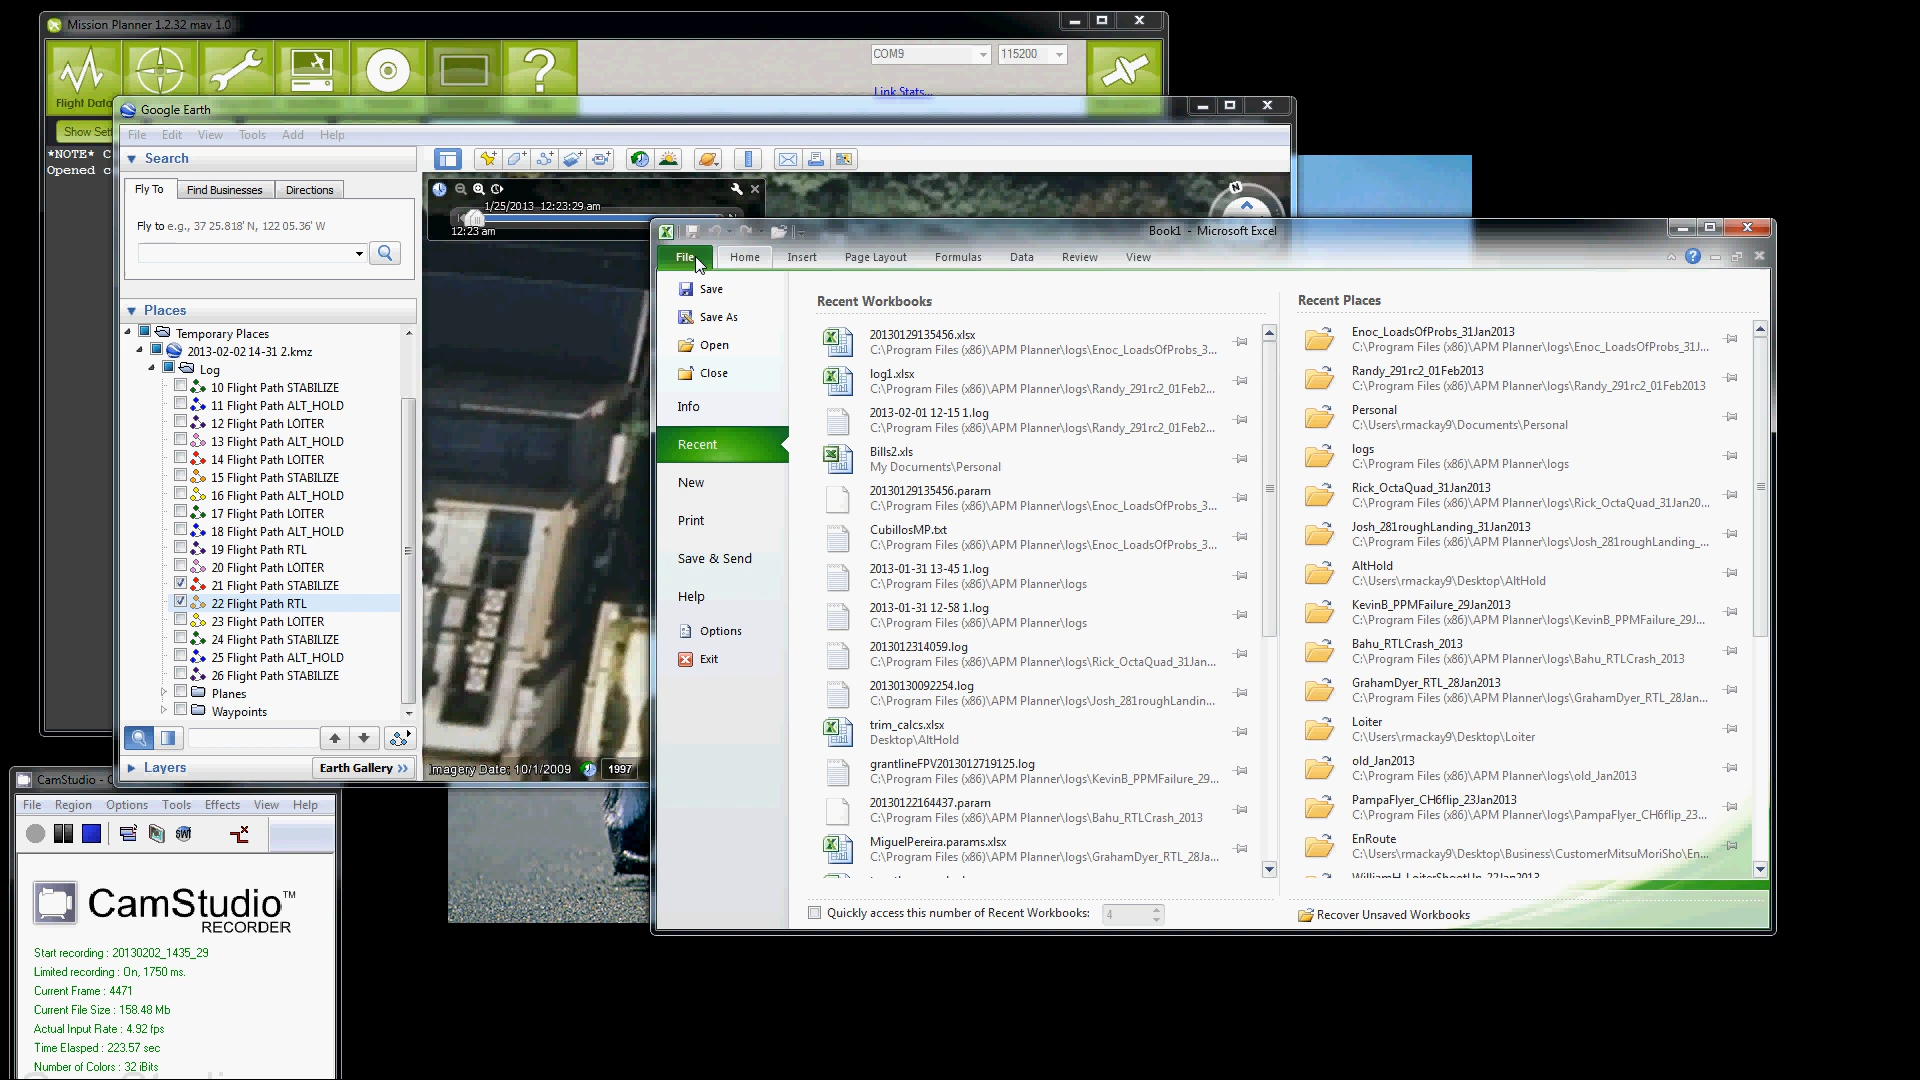 Mission Planner 1.2.32 mav 1.0
COM9
115200
Link Stats...
Flight Data
Show Set
*NOTE* C
Opened c
Google Earth
File Edit View Tools Add Help
Search
Fly To Find Businesses Directions
Fly to e.g., 37 25.818' N, 122 05.36' W
Places
Temporary Places
2013-02-02 14-31 2.kmz
Log
10 Flight Path STABILIZE
11 Flight Path ALT_HOLD
12 Flight Path LOITER
13 Flight Path ALT_HOLD
14 Flight Path LOITER
15 Flight Path STABILIZE
16 Flight Path ALT_HOLD
17 Flight Path LOITER
18 Flight Path ALT_HOLD
19 Flight Path RTL
20 Flight Path LOITER
21 Flight Path STABILIZE
22 Flight Path RTL
23 Flight Path LOITER
24 Flight Path STABILIZE
25 Flight Path ALT_HOLD
26 Flight Path STABILIZE
Planes
Waypoints
Layers
Earth Gallery >>
1/25/2013 12:23:29 am
12:23 am
N
Imagery Date: 10/1/2009
1997
Book1 - Microsoft Excel
File Home Insert Page Layout Formulas Data Review View
Save
Save As
Open
Close
Info
Recent
New
Print
Save & Send
Help
Options
Exit
Recent Workbooks
20130129135456.xlsx
C:\Program Files (x86)\APM Planner\logs\Enoc_LoadsOfProbs_3...
log1.xlsx
C:\Program Files (x86)\APM Planner\logs\Randy_291rc2_01Feb2...
2013-02-01 12-15 1.log
C:\Program Files (x86)\APM Planner\logs\Randy_291rc2_01Feb2...
Bills2.xls
My Documents\Personal
20130129135456.param
C:\Program Files (x86)\APM Planner\logs\Enoc_LoadsOfProbs_3...
CubillosMP.txt
C:\Program Files (x86)\APM Planner\logs\Enoc_LoadsOfProbs_3...
2013-01-31 13-45 1.log
C:\Program Files (x86)\APM Planner\logs
2013-01-31 12-58 1.log
C:\Program Files (x86)\APM Planner\logs
2013012314059.log
C:\Program Files (x86)\APM Planner\logs\Rick_OctaQuad_31Jan...
20130130092254.log
C:\Program Files (x86)\APM Planner\logs\Josh_281roughLandin...
trim_calcs.xlsx
Desktop\AltHold
grantlineFPV2013012719125.log
C:\Program Files (x86)\APM Planner\logs\KevinB_PPMFailure_29...
20130122164437.param
C:\Program Files (x86)\APM Planner\logs\Bahu_RTLCrash_2013
MiguelPereira.params.xlsx
C:\Program Files (x86)\APM Planner\logs\GrahamDyer_RTL_28Ja...
Quickly access this number of Recent Workbooks:
4
Recent Places
Enoc_LoadsOfProbs_31Jan2013
C:\Program Files (x86)\APM Planner\logs\Enoc_LoadsOfProbs_31J...
Randy_291rc2_01Feb2013
C:\Program Files (x86)\APM Planner\logs\Randy_291rc2_01Feb2013
Personal
C:\Users\rmackay9\Documents\Personal
logs
C:\Program Files (x86)\APM Planner\logs
Rick_OctaQuad_31Jan2013
C:\Program Files (x86)\APM Planner\logs\Rick_OctaQuad_31Jan20...
Josh_281roughLanding_31Jan2013
C:\Program Files (x86)\APM Planner\logs\Josh_281roughLanding_...
AltHold
C:\Users\rmackay9\Desktop\AltHold
KevinB_PPMFailure_29Jan2013
C:\Program Files (x86)\APM Planner\logs\KevinB_PPMFailure_29J...
Bahu_RTLCrash_2013
C:\Program Files (x86)\APM Planner\logs\Bahu_RTLCrash_2013
GrahamDyer_RTL_28Jan2013
C:\Program Files (x86)\APM Planner\logs\GrahamDyer_RTL_28Jan...
Loiter
C:\Users\rmackay9\Desktop\Loiter
old_Jan2013
C:\Program Files (x86)\APM Planner\logs\old_Jan2013
PampaFlyer_CH6flip_23Jan2013
C:\Program Files (x86)\APM Planner\logs\PampaFlyer_CH6flip_23...
EnRoute
C:\Users\rmackay9\Desktop\Business\CustomerMitsuMoriSho\En...
WilliamH_LoiterShootUp_22Jan2013
Recover Unsaved Workbooks
CamStudio -
File Region Options Tools Effects View Help
CamStudio™
RECORDER
Start recording : 20130202_1435_29
Limited recording : On, 1750 ms.
Current Frame : 4471
Current File Size : 158.48 Mb
Actual Input Rate : 4.92 fps
Time Elasped : 223.57 sec
Number of Colors : 32 iBits